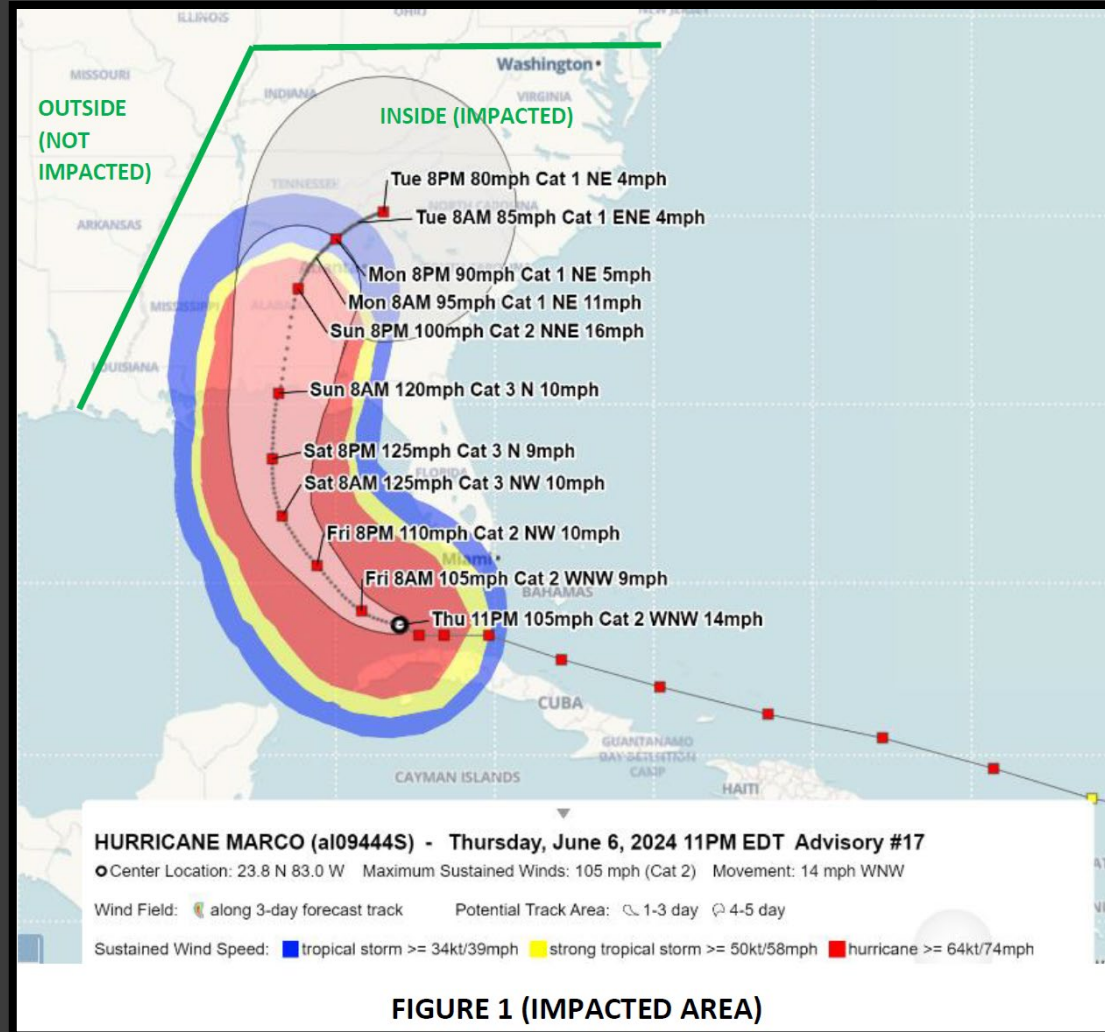 ILLINOIS
OHIO
NEW JERSEY
MISSOURI
Washington
INDIANA
VIRGINIA
OUTSIDE
(NOT
IMPACTED)
INSIDE (IMPACTED)
TENNESSEE
Tue 8PM 80mph Cat 1 NE 4mph
NORTH CAROLINA
ARKANSAS
Tue 8AM 85mph Cat 1 ENE 4mph
SOUTH CAROLINA
Mon 8PM 90mph Cat 1 NE 5mph
MISSISSIPPI
ALABAMA
Mon 8AM 95mph Cat 1 NE 11mph
Sun 8PM 100mph Cat 2 NNE 16mph
LOUISIANA
Sun 8AM 120mph Cat 3 N 10mph
Sat 8PM 125mph Cat 3 N 9mph
FLORIDA
Sat 8AM 125mph Cat 3 NW 10mph
Fri 8PM 110mph Cat 2 NW 10mph
Miami
Fri 8AM 105mph Cat 2 WNW 9mph
BAHAMAS
Thu 11PM 105mph Cat 2 WNW 14mph
CUBA
GUANTANAMO
BAY DETENTION
CAMP
CAYMAN ISLANDS
HAITI
HURRICANE MARCO (al09444S) - Thursday, June 6, 2024 11PM EDT Advisory #17
Center Location: 23.8 N 83.0 W Maximum Sustained Winds: 105 mph (Cat 2) Movement: 14 mph WNW
Wind Field: along 3-day forecast track Potential Track Area: 1-3 day 4-5 day
Sustained Wind Speed: tropical storm >= 34kt/39mph strong tropical storm >= 50kt/58mph hurricane >= 64kt/74mph
FIGURE 1 (IMPACTED AREA)